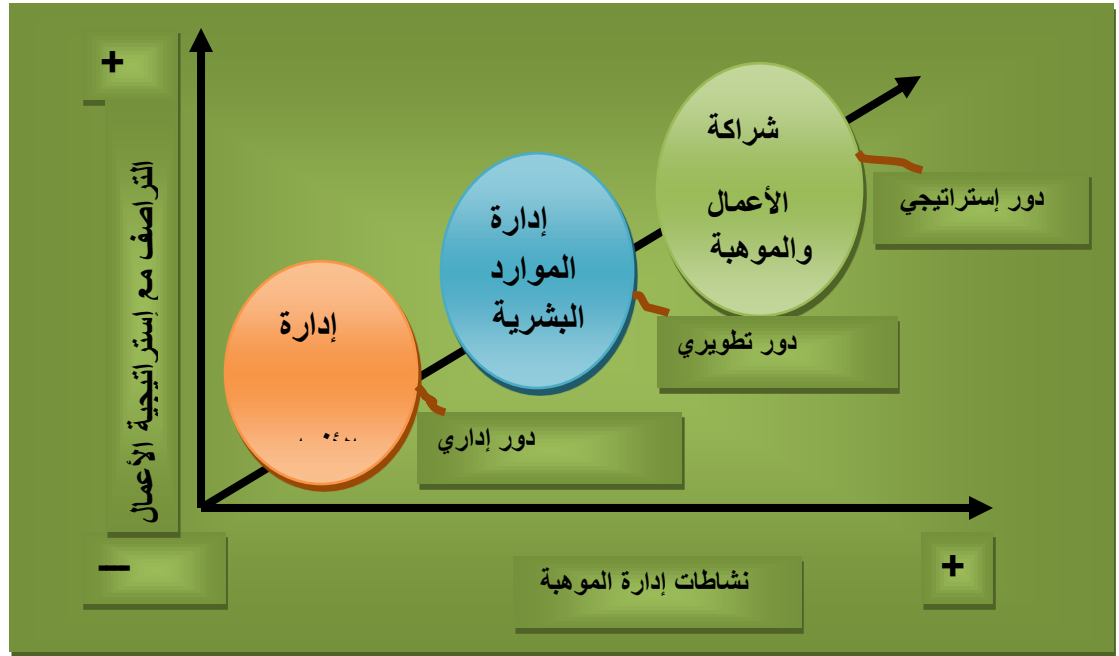 +
التراصف مع إستراتيجية الأعمال
شراكة
الأعمال
والموهبة
دور إستراتيجي
إدارة
الموارد
البشرية
دور تطويري
إدارة
دور إداري
—
نشاطات إدارة الموهبة
+